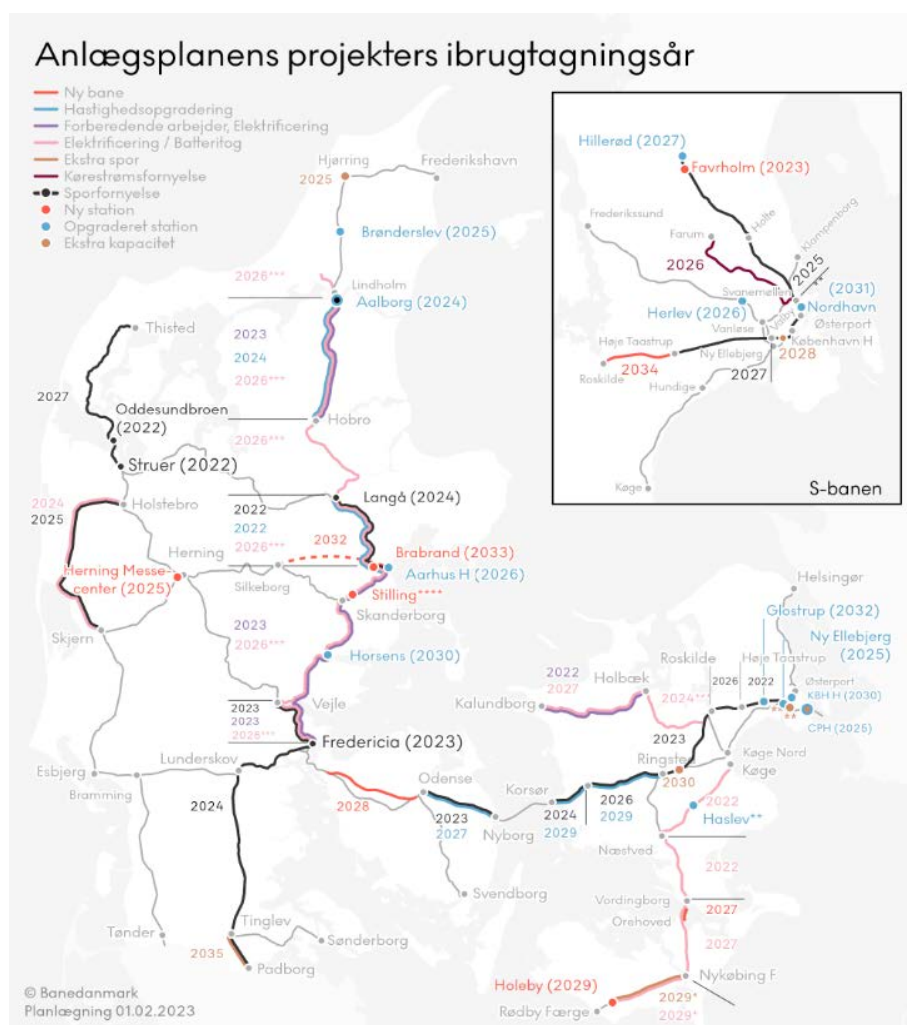 Anlægsplanens projekters ibrugtagningsår
Ny bane
Hastighedsopgradering
Forberedende arbejder, Elektrificering
Elektrificering / Batteritog
Ekstra spor
Kørestrømsfornyelse
Sporfornyelse
Ny station
Opgraderet station
Ekstra kapacitet
Hjørring
Frederikshavn
2025
Brønderslev (2025)
2026***
Lindholm
Aalborg (2024)
Thisted
2023
2024
2026***
2027
Oddesundbroen
(2022)
Hobro
2026***
Struer (2022)
Langå (2024)
2024
2025
Holstebro
2022
2022
2026***
2032
Herning
Brabrand (2033)
Aarhus H (2026)
Herning Messe-
center (2025)
Silkeborg
Stilling****
Skanderborg
Skjern
2023
2026***
Horsens (2030)
2023
2023
2026***
Vejle
Fredericia (2023)
Esbjerg
Bramming
Lunderskov
2024
2028
Odense
2023
2027
Nyborg
Korsør
2024
2029
2026
2029
Svendborg
Tønder
Tinglev
Sønderborg
2035
Padborg
Hillerød (2027)
Favrholm (2023)
Frederikssund
Farum
Holte
Klampenborg
2026
2025
**
Svanemøllen
(2031)
Nordhavn
Herlev (2026)
Vanløse
Valby
Østerport
Høje Taastrup
Ny Ellebjerg
København H
2028
2034
Roskilde
2027
Hundige
Køge
S-banen
Helsingør
Glostrup (2032)
Ny Ellebjerg
(2025)
Roskilde
Høje Taastrup
2022
2027
Holbæk
Kalundborg
2024***
2026
2022
Østerport
KBH H (2030)
CPH (2025)
*
**
2023
Ringsted
2030
Køge Nord
Køge
2022
Haslev**
Næstved
2022
Vordingborg
Orehoved
2027
2027
Nykøbing F.
Holeby (2029)
2029*
2029*
Rødby Færge
© Banedanmark
Planlægning 01.02.2023